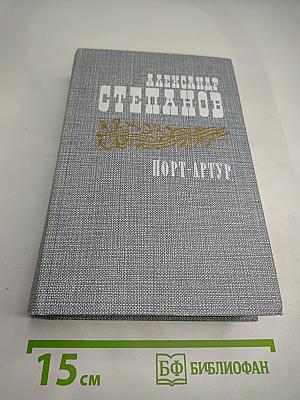 АЛЕКСАНДР
СТЕПАНОВ
ПОРТ-АРТУР
15 см
БФ БИБЛИОФАН